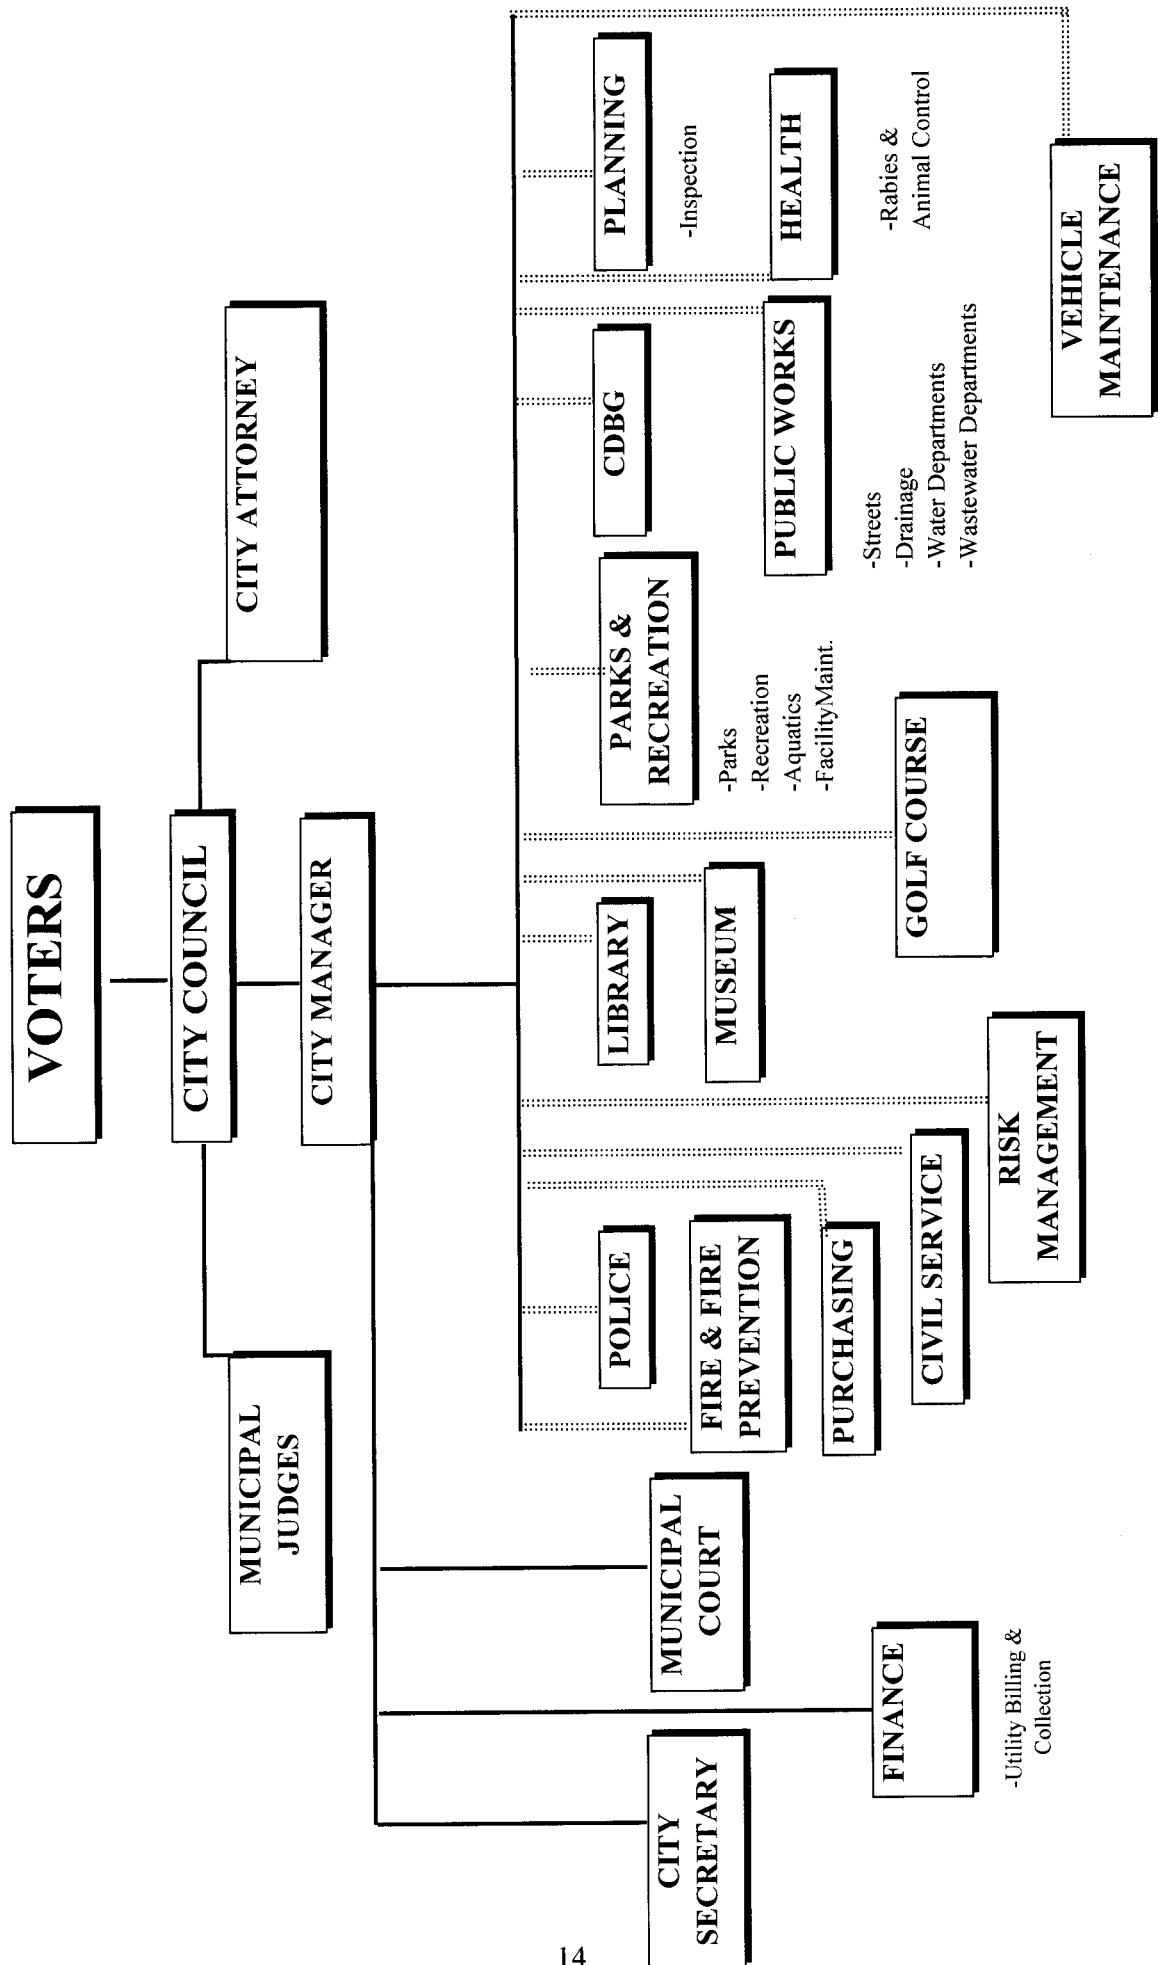 VOTERS
CITY COUNCIL
CITY MANAGER
MUNICIPAL
JUDGES
CITY ATTORNEY
CITY
SECRETARY
FINANCE
-Utility Billing &
Collection
MUNICIPAL
COURT
FIRE & FIRE
PREVENTION
POLICE
PURCHASING
CIVIL SERVICE
RISK
MANAGEMENT
LIBRARY
MUSEUM
GOLF COURSE
PARKS &
RECREATION
-Parks
-Recreation
-Aquatics
-FacilityMaint.
CDBG
PUBLIC WORKS
-Streets
-Drainage
-Water Departments
-Wastewater Departments
PLANNING
-Inspection
HEALTH
-Rabies &
Animal Control
VEHICLE
MAINTENANCE
14